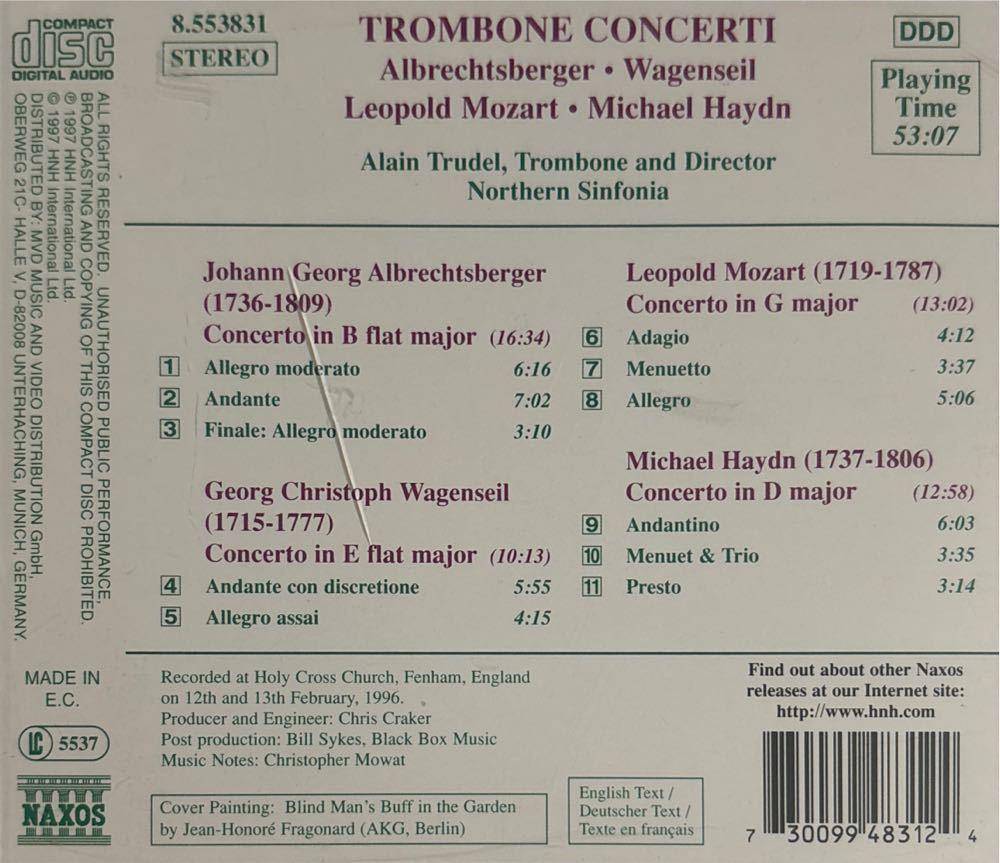 COMPACT
disc
DIGITAL AUDIO
ALL RIGHTS RESERVED. UNAUTHORISED PUBLIC PERFORMANCE,
BROADCASTING AND COPYING OF THIS COMPACT DISC PROHIBITED.
℗ 1997 HNH International Ltd.
© 1997 HNH International Ltd.
DISTRIBUTED BY: MVD MUSIC AND VIDEO DISTRIBUTION GmbH,
OBERWEG 21C- HALLE V, D-82008 UNTERHACHING, MUNICH, GERMANY.
MADE IN
E.C.
LC 5537
NAXOS
8.553831
STEREO
TROMBONE CONCERTI
Albrechtsberger • Wagenseil
Leopold Mozart • Michael Haydn
Alain Trudel, Trombone and Director
Northern Sinfonia
DDD
Playing
Time
53:07
Johann Georg Albrechtsberger
(1736-1809)
Concerto in B flat major (16:34)
1 Allegro moderato 6:16
2 Andante 7:02
3 Finale: Allegro moderato 3:10
Georg Christoph Wagenseil
(1715-1777)
Concerto in E flat major (10:13)
4 Andante con discretione 5:55
5 Allegro assai 4:15
Leopold Mozart (1719-1787)
Concerto in G major (13:02)
6 Adagio 4:12
7 Menuetto 3:37
8 Allegro 5:06
Michael Haydn (1737-1806)
Concerto in D major (12:58)
9 Andantino 6:03
10 Menuet & Trio 3:35
11 Presto 3:14
Recorded at Holy Cross Church, Fenham, England
on 12th and 13th February, 1996.
Producer and Engineer: Chris Craker
Post production: Bill Sykes, Black Box Music
Music Notes: Christopher Mowat
Cover Painting: Blind Man's Buff in the Garden
by Jean-Honoré Fragonard (AKG, Berlin)
English Text /
Deutscher Text /
Texte en français
Find out about other Naxos
releases at our Internet site:
http://www.hnh.com
7 30099 48312 4